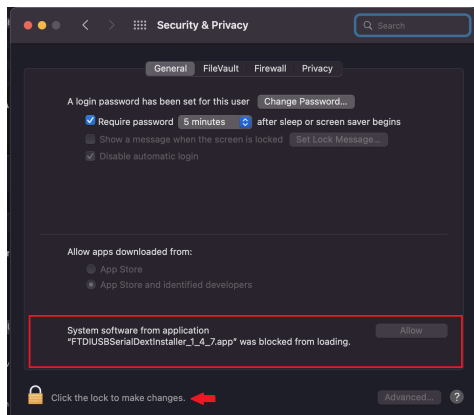 Security & Privacy
Search
General FileVault Firewall Privacy
A login password has been set for this user Change Password...
Require password 5 minutes after sleep or screen saver begins
Show a message when the screen is locked Set Lock Message...
Disable automatic login
Allow apps downloaded from:
App Store
App Store and identified developers
System software from application Allow
“FTDIUSBSerialDextInstaller_1_4_7.app” was blocked from loading.
Click the lock to make changes. Advanced... ?